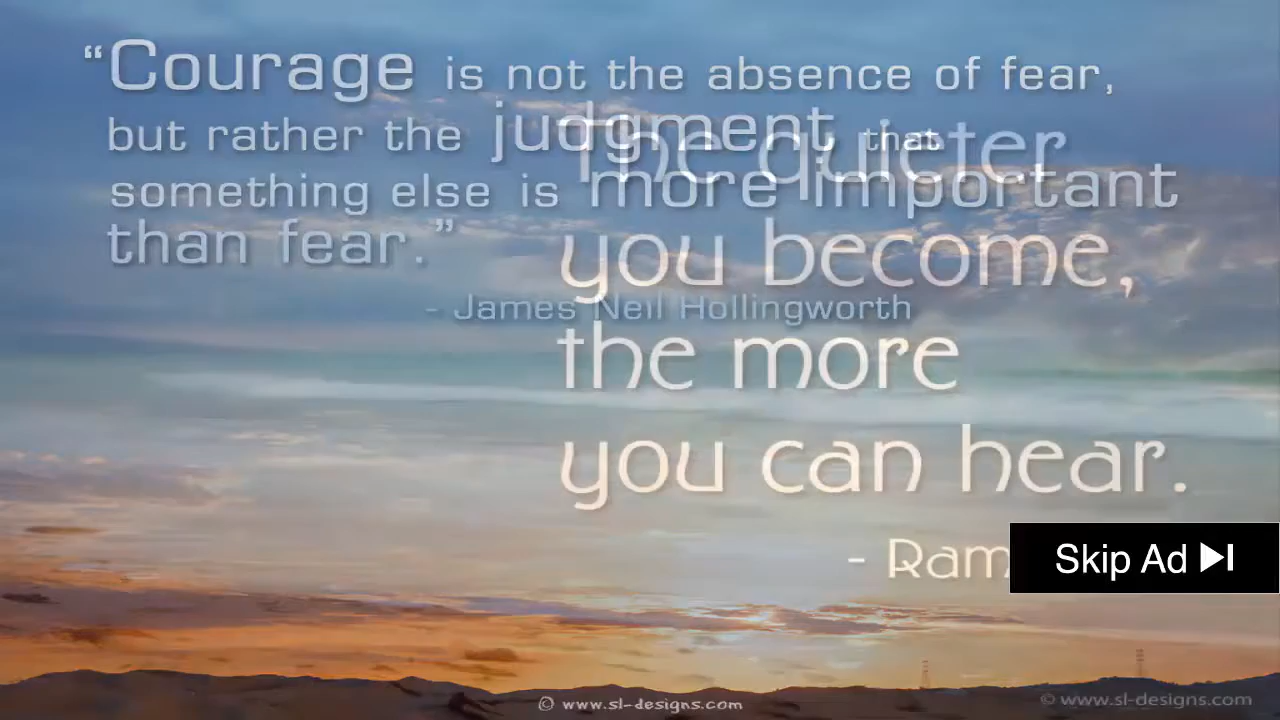 “Courage is not the absence of fear,
but rather the judgment, that
something else is more important
than fear.”
- James Neil Hollingworth
The quieter
you become,
the more
you can hear.
- Ram
Skip Ad
© www.sl-designs.com
© www.sl-designs.com